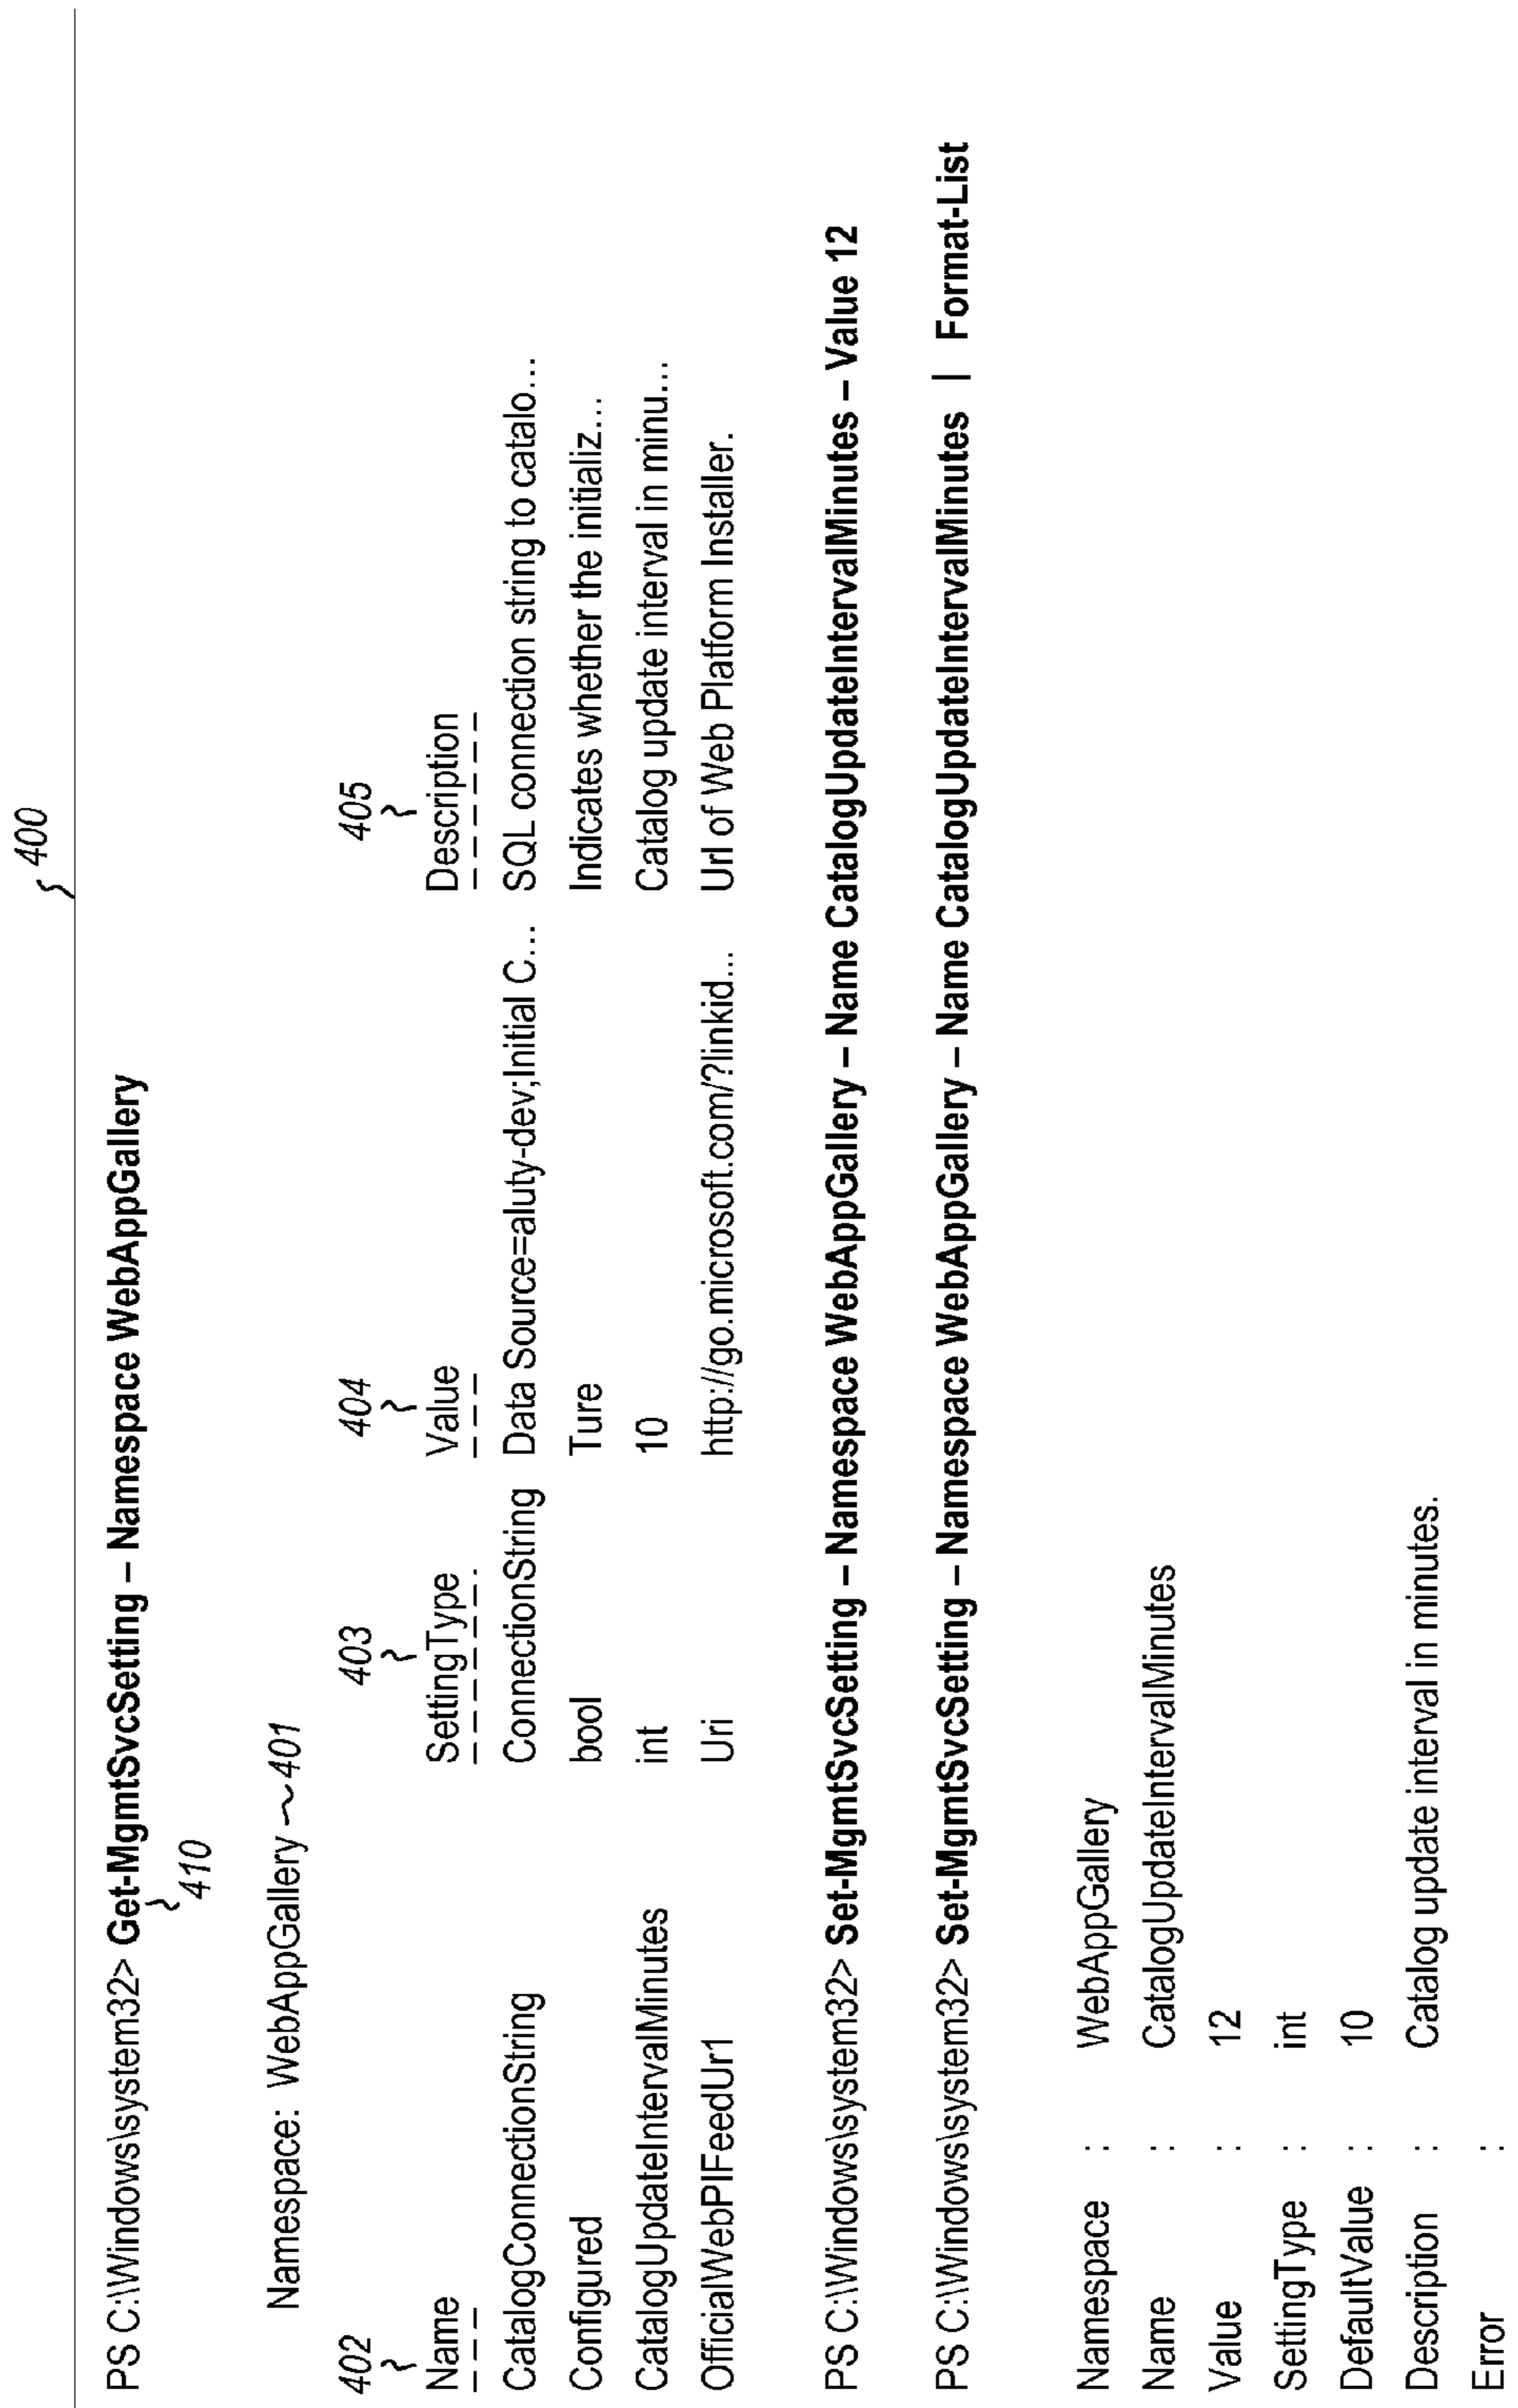 400
PS C:\Windows\system32> Get-MgmtSvcSetting – Namespace WebAppGallery
410
Namespace: WebAppGallery ~401
402 403 404 405
Name SettingType Value Description
CatalogConnectionString ConnectionString Data Source=aluty-dev;Initial C... SQL connection string to catalo...
Configured bool Ture Indicates whether the initializ...
CatalogUpdateIntervalMinutes int 10 Catalog update interval in minu...
OfficialWebPIFeedUr1 Uri http://go.microsoft.com/?linkid... Url of Web Platform Installer.
PS C:\Windows\system32> Set-MgmtSvcSetting – Namespace WebAppGallery – Name CatalogUpdateIntervalMinutes – Value 12
PS C:\Windows\system32> Set-MgmtSvcSetting – Namespace WebAppGallery – Name CatalogUpdateIntervalMinutes | Format-List
Namespace : WebAppGallery
Name : CatalogUpdateIntervalMinutes
Value : 12
SettingType : int
DefaultValue : 10
Description : Catalog update interval in minutes.
Error :